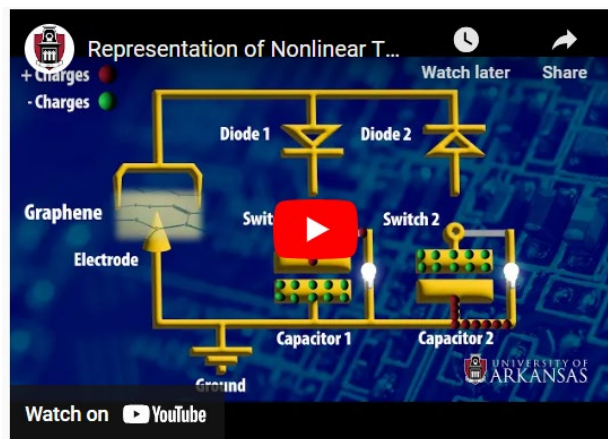 Representation of Nonlinear T...
Watch later
Share
+ Charges
- Charges
Diode 1
Diode 2
Graphene
Switch 2
Electrode
Capacitor 1
Capacitor 2
Ground
UNIVERSITY OF
ARKANSAS
Watch on YouTube